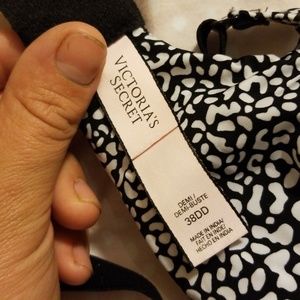 VICTORIA'S
SECRET
DEMI /
DEMI-BUSTE
38DD
MADE IN INDIA/
FAIT EN INDE/
HECHO EN INDIA